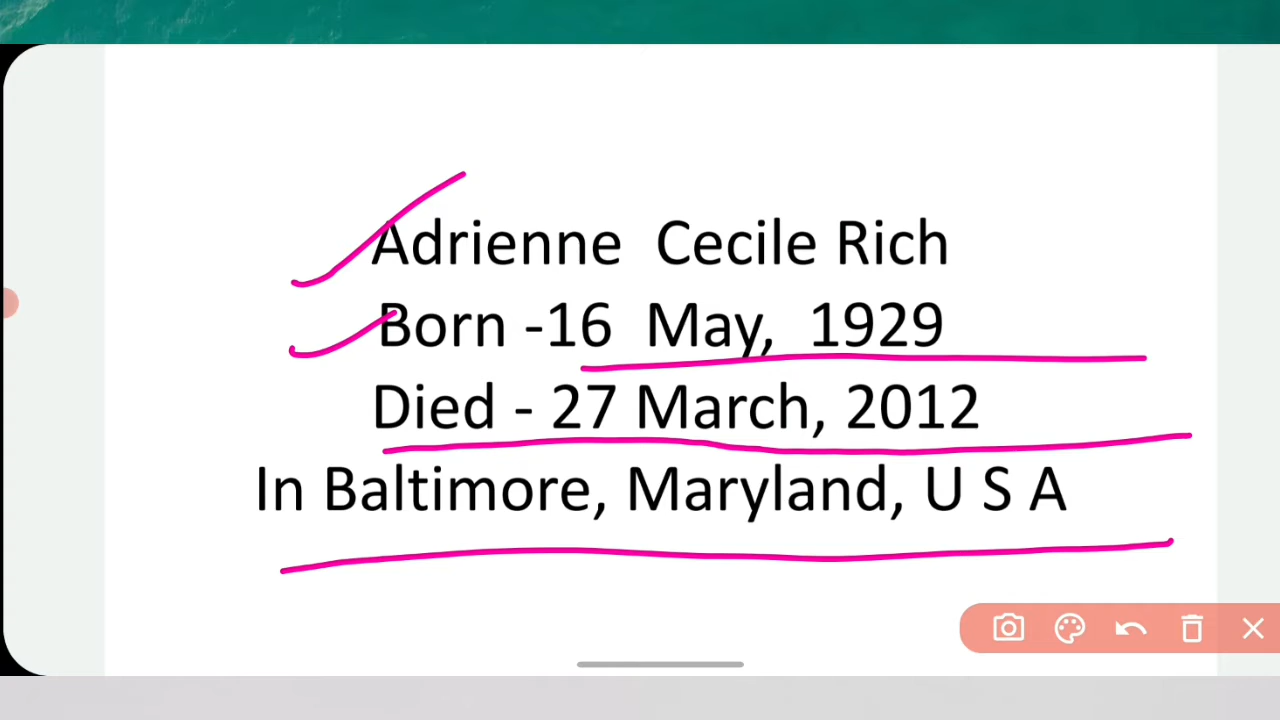 Adrienne Cecile Rich
Born -16 May, 1929
Died - 27 March, 2012
In Baltimore, Maryland, U S A